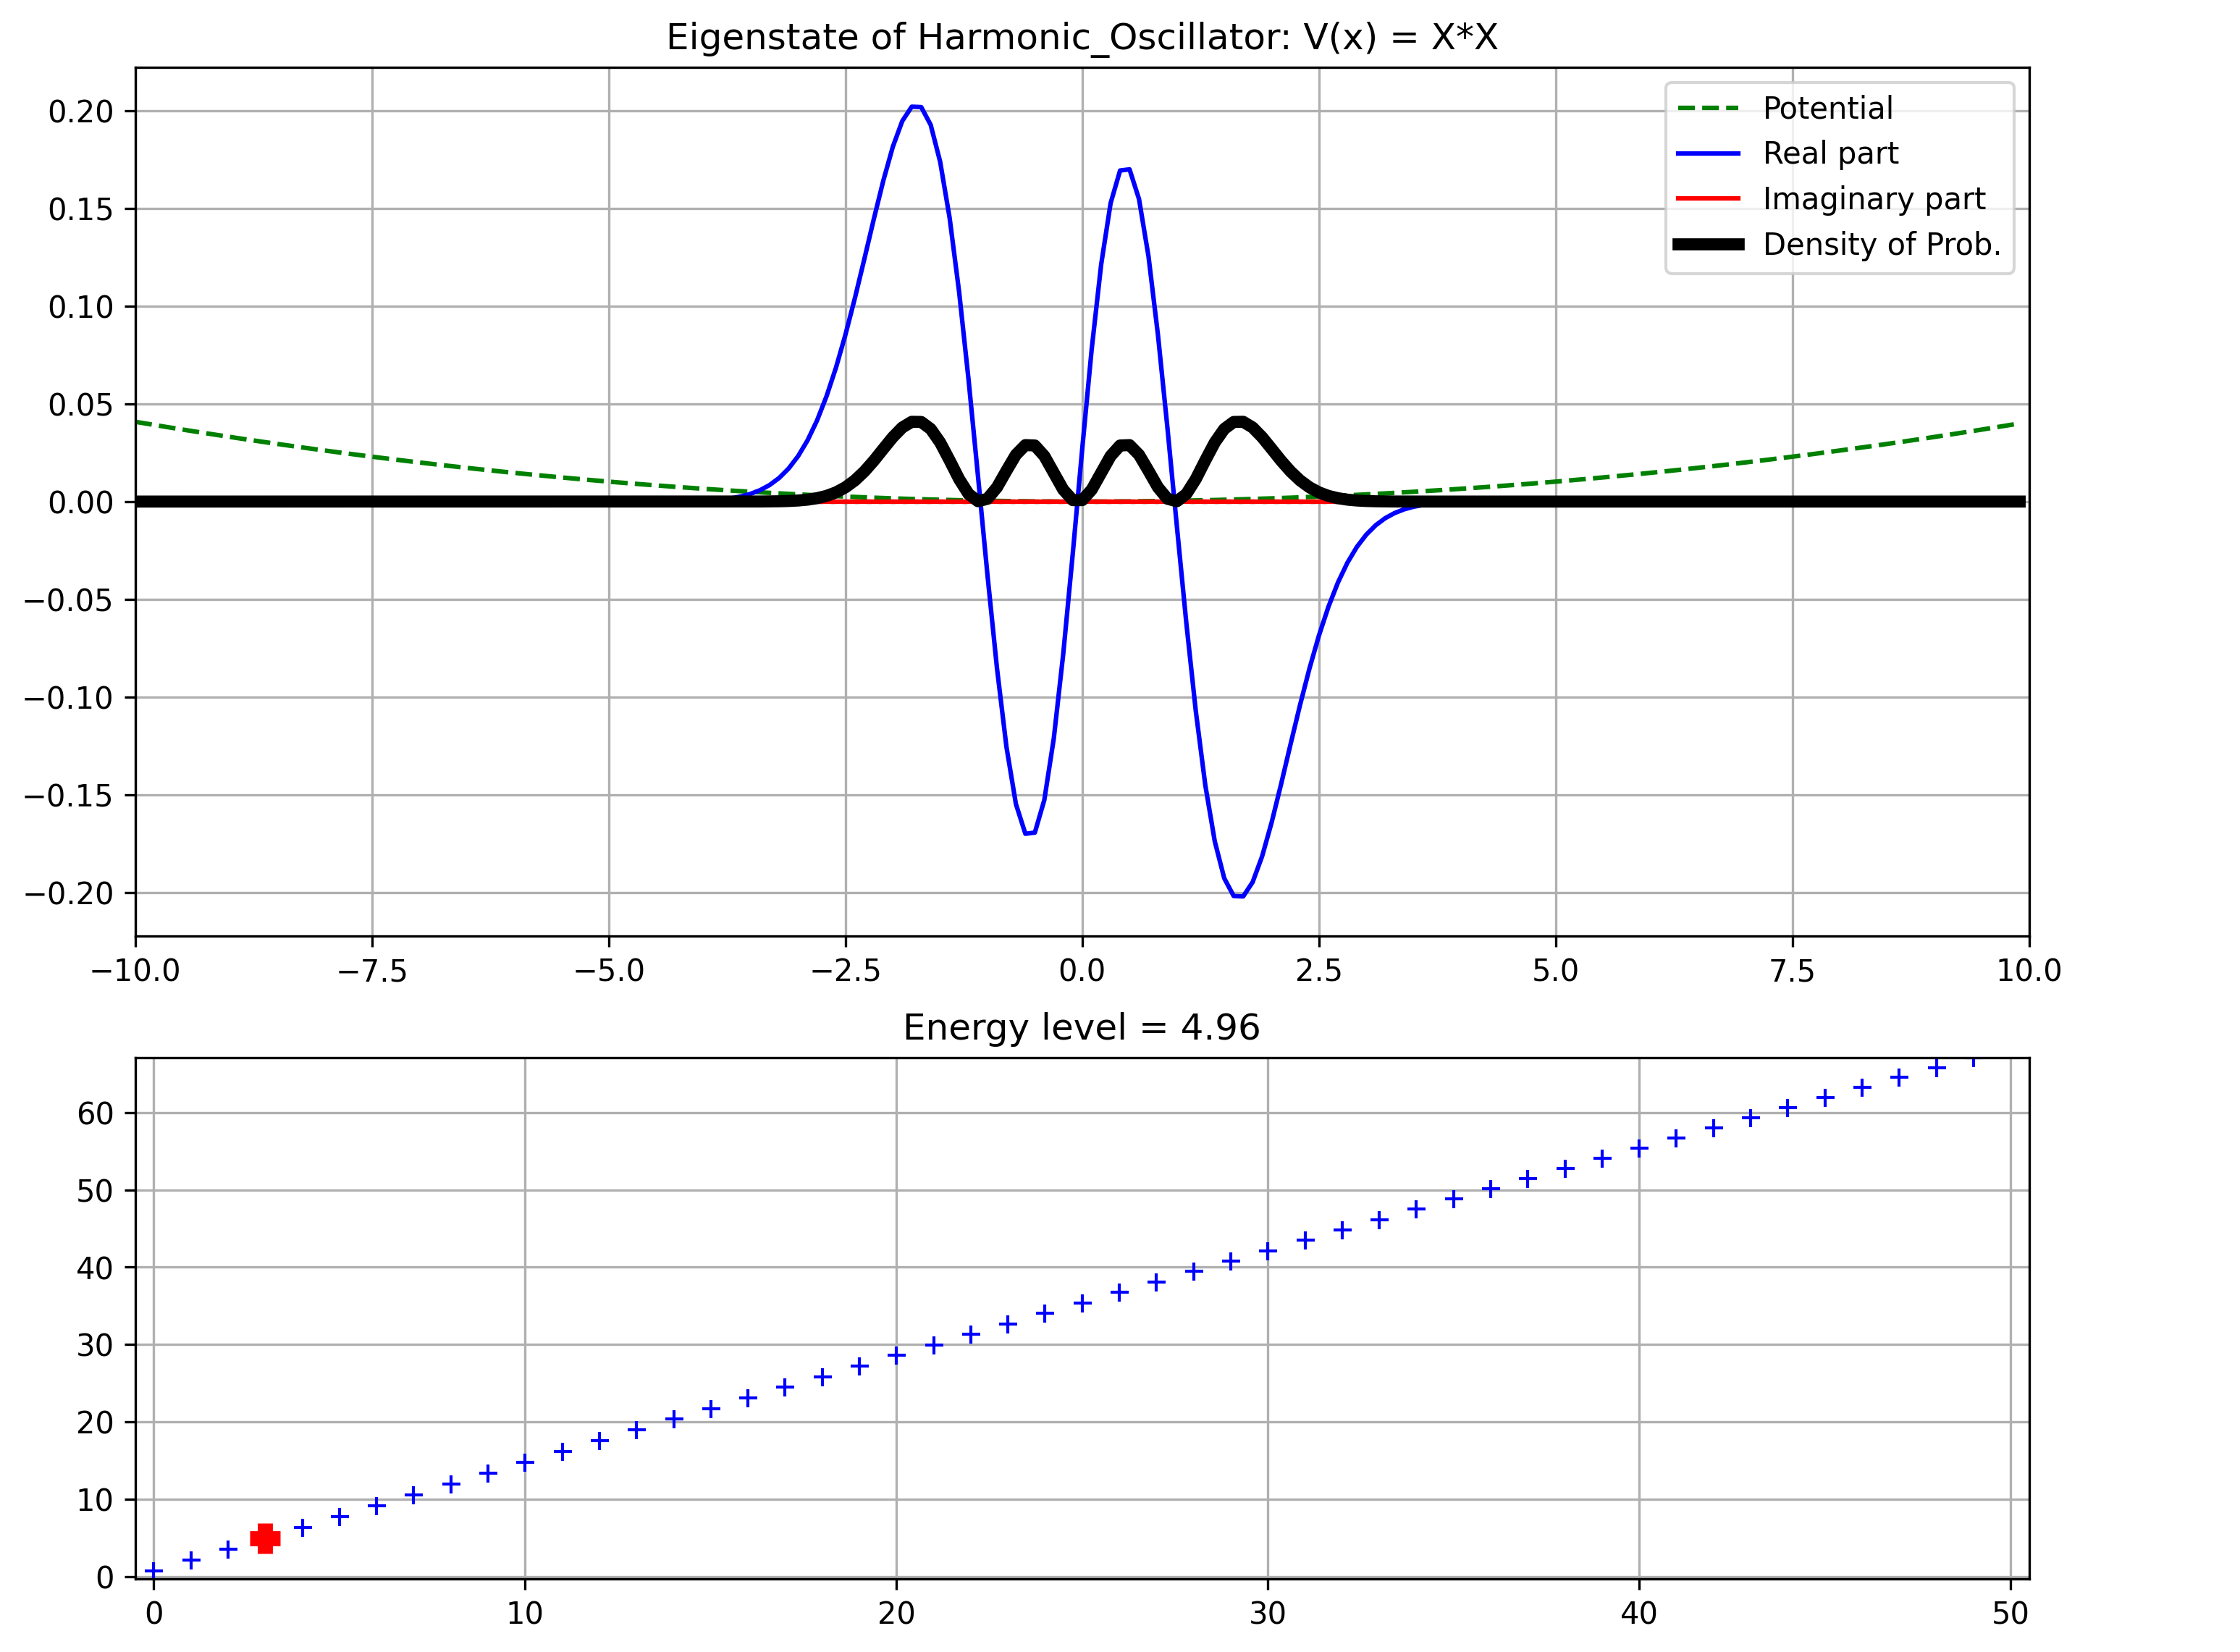 Eigenstate of Harmonic_Oscillator: V(x) = X*X
0.20
0.15
0.10
0.05
0.00
−0.05
−0.10
−0.15
−0.20
Potential
Real part
Imaginary part
Density of Prob.
−10.0 −7.5 −5.0 −2.5 0.0 2.5 5.0 7.5 10.0
Energy level = 4.96
60
50
40
30
20
10
0
0 10 20 30 40 50